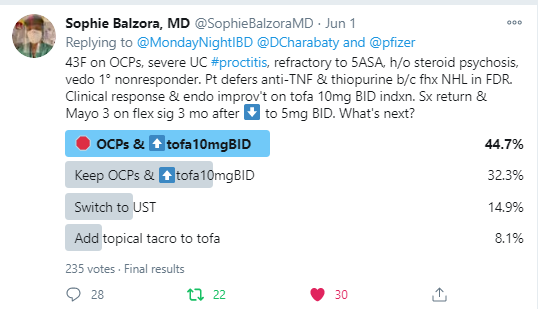 Sophie Balzora, MD @SophieBalzoraMD · Jun 1
Replying to @MondayNightIBD @DCharabaty and @pfizer
43F on OCPs, severe UC #proctitis, refractory to 5ASA, h/o steroid psychosis,
vedo 1° nonresponder. Pt defers anti-TNF & thiopurine b/c fhx NHL in FDR.
Clinical response & endo improv't on tofa 10mg BID indxn. Sx return &
Mayo 3 on flex sig 3 mo after ⬇️ to 5mg BID. What's next?
🛑 OCPs & ⬆️tofa10mgBID 44.7%
Keep OCPs & ⬆️tofa10mgBID 32.3%
Switch to UST 14.9%
Add topical tacro to tofa 8.1%
235 votes · Final results
28 22 30